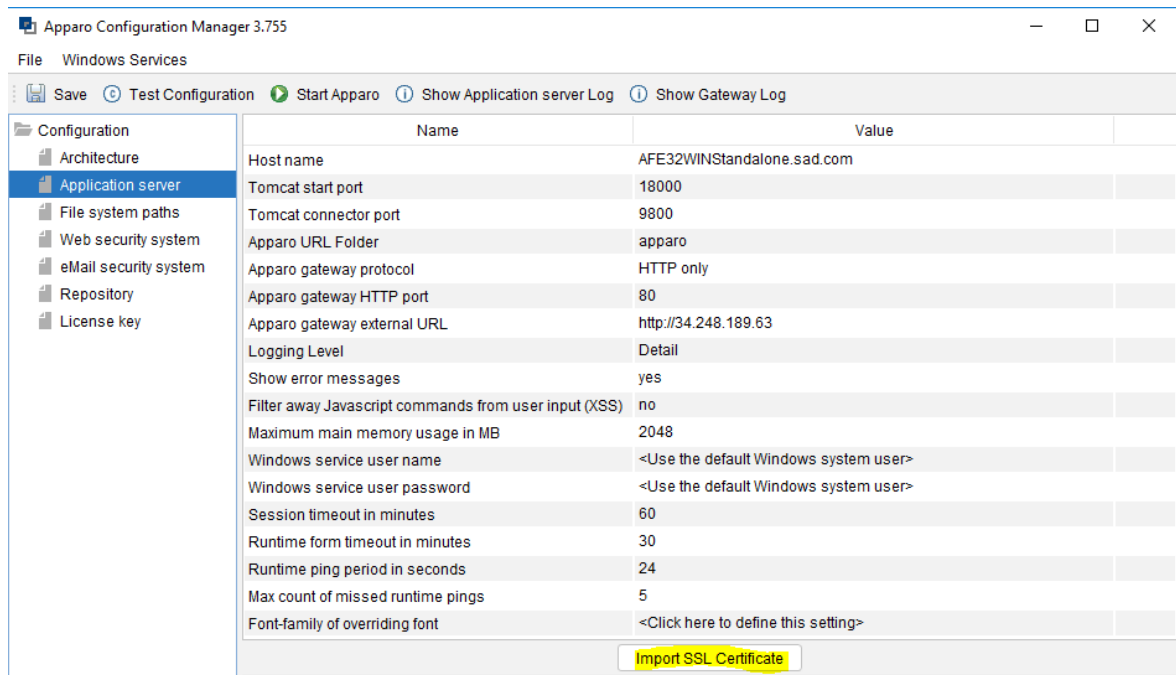 Apparo Configuration Manager 3.755
File Windows Services
Save Test Configuration Start Apparo Show Application server Log Show Gateway Log
Configuration
Architecture
Application server
File system paths
Web security system
eMail security system
Repository
License key
Name Value
Host name AFE32WINStandalone.sad.com
Tomcat start port 18000
Tomcat connector port 9800
Apparo URL Folder apparo
Apparo gateway protocol HTTP only
Apparo gateway HTTP port 80
Apparo gateway external URL http://34.248.189.63
Logging Level Detail
Show error messages yes
Filter away Javascript commands from user input (XSS) no
Maximum main memory usage in MB 2048
Windows service user name <Use the default Windows system user>
Windows service user password <Use the default Windows system user>
Session timeout in minutes 60
Runtime form timeout in minutes 30
Runtime ping period in seconds 24
Max count of missed runtime pings 5
Font-family of overriding font <Click here to define this setting>
Import SSL Certificate